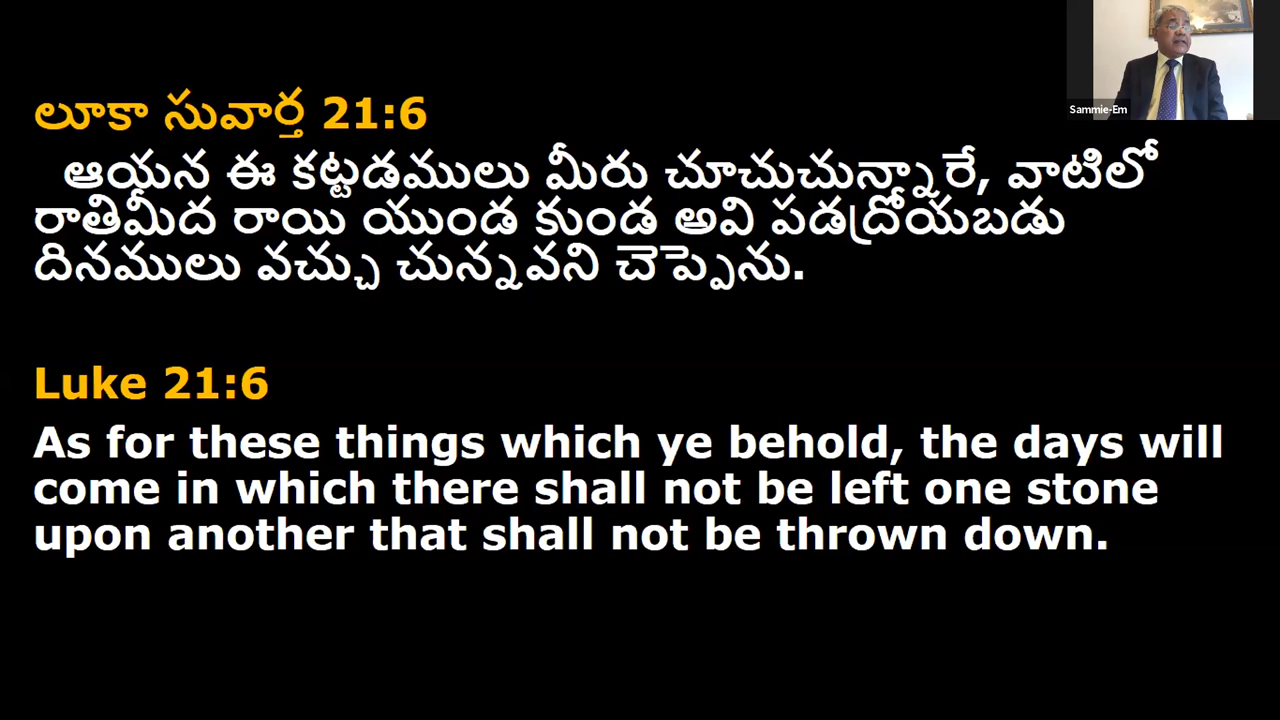 Sammie-Em
లూకా సువార్త 21:6
ఆయన ఈ కట్టడములు మీరు చూచుచున్నారే, వాటిలో
రాతిమీద రాయి యుండ కుండ అవి పడద్రోయబడు
దినములు వచ్చు చున్నవని చెప్పెను.
Luke 21:6
As for these things which ye behold, the days will
come in which there shall not be left one stone
upon another that shall not be thrown down.